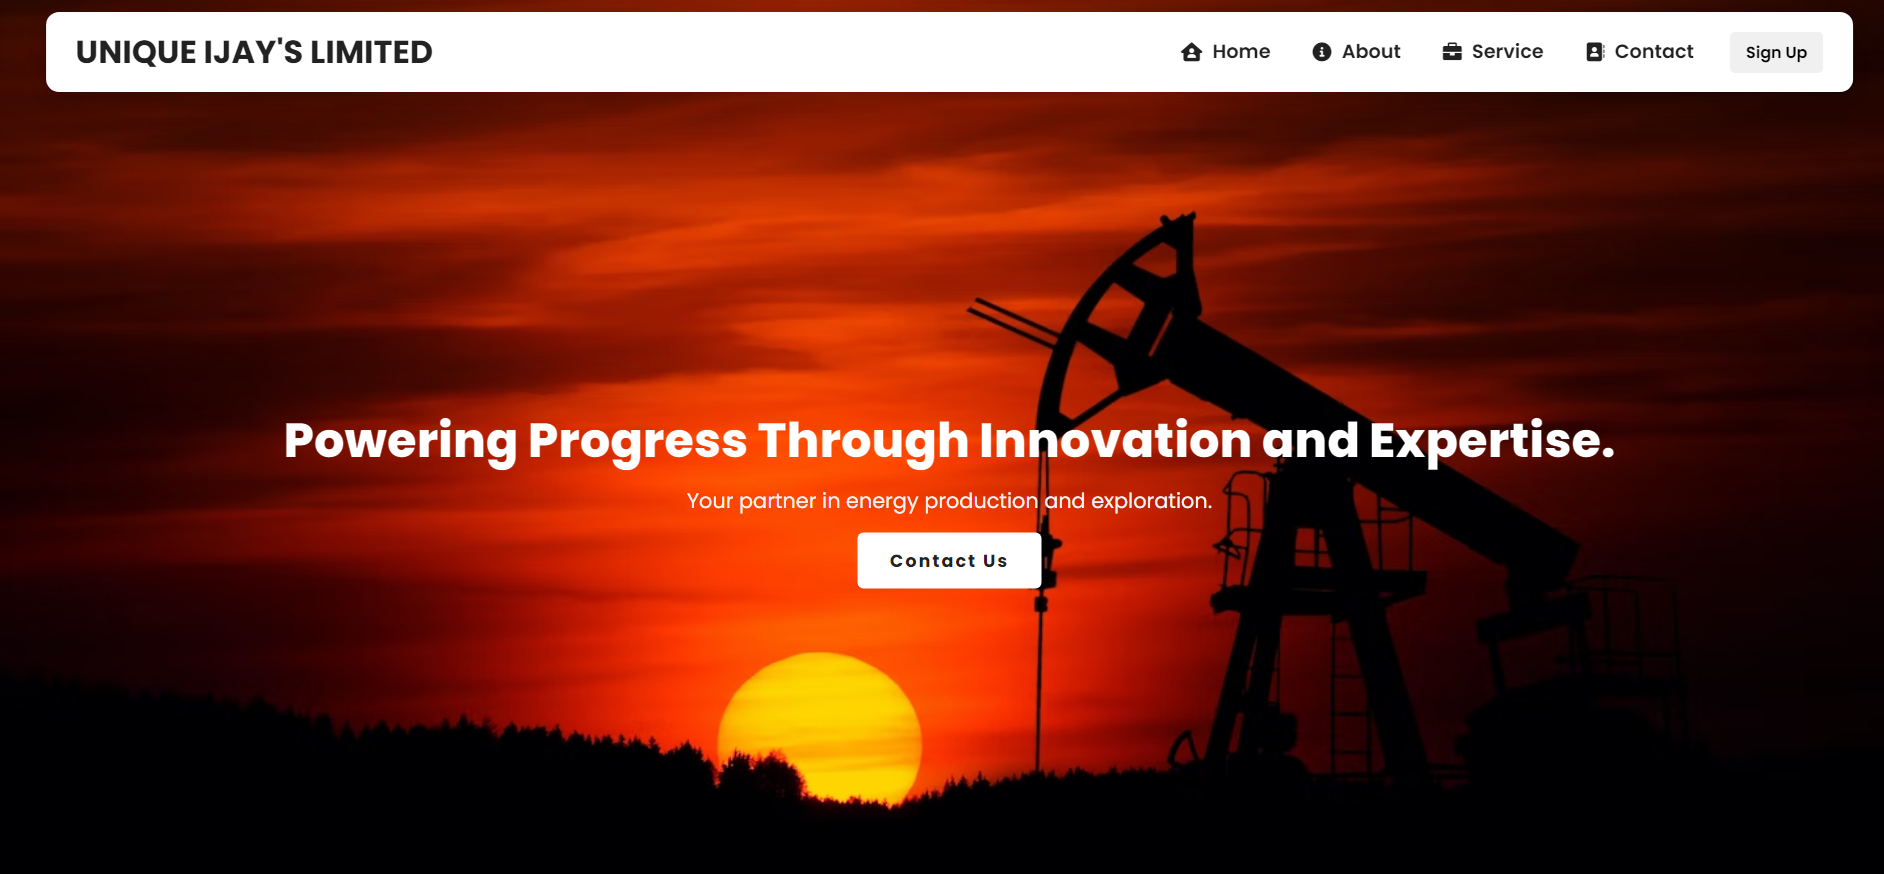 UNIQUE IJAY'S LIMITED
Home
About
Service
Contact
Sign Up
Powering Progress Through Innovation and Expertise.
Your partner in energy production and exploration.
Contact Us